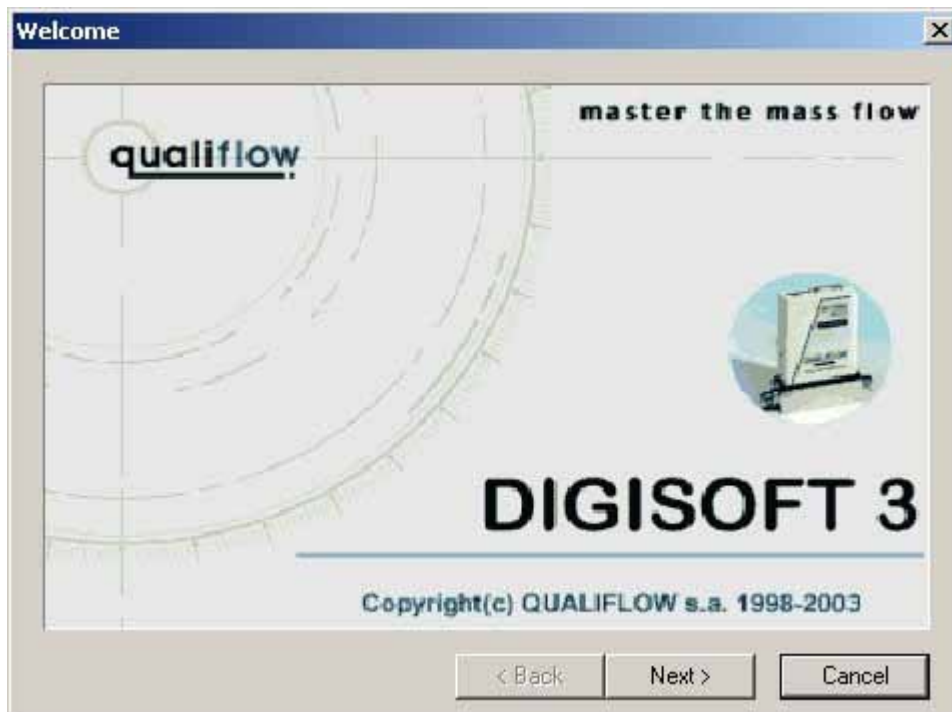 Welcome
master the mass flow
qualiflow
DIGISOFT 3
Copyright(c) QUALIFLOW s.a. 1998-2003
< Back
Next >
Cancel